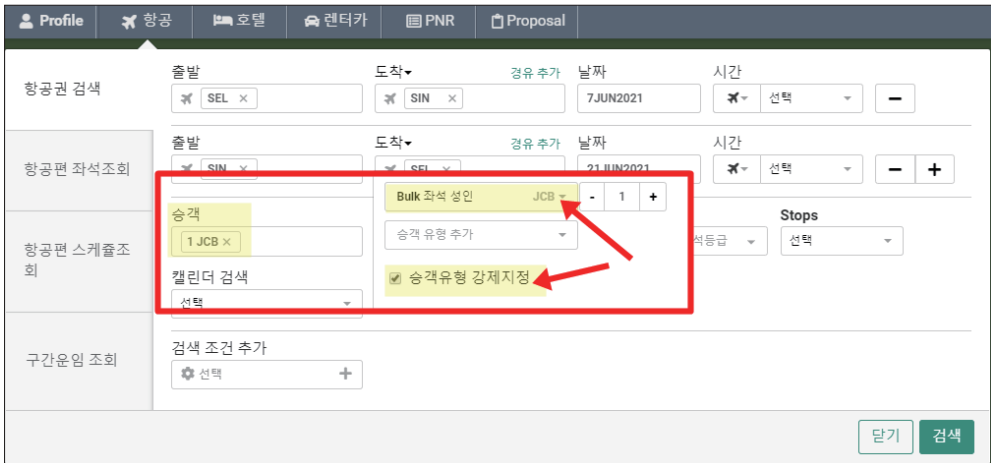 Profile 항공 호텔 렌터카 PNR Proposal
항공권 검색
출발 도착 경유 추가 날짜 시간
SEL × SIN × 7JUN2021 선택 −
항공편 좌석조회
출발 도착 경유 추가 날짜 시간
SIN × SEL × 21JUN2021 선택 − +
Bulk 좌석 성인 JCB - 1 +
승객 Stops
1 JCB × 승객 유형 추가 석등급 선택
항공편 스케쥴조
회
캘린더 검색 승객유형 강제지정
선택
구간운임 조회
검색 조건 추가
선택 +
닫기 검색